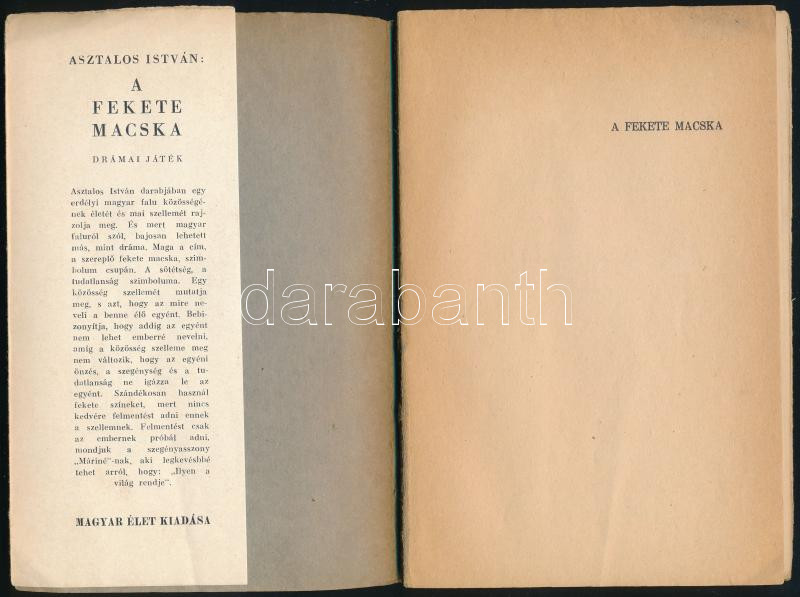 ASZTALOS ISTVÁN:
A
FEKETE
MACSKA
DRÁMAI JÁTÉK
Asztalos István darabjában egy
erdélyi magyar falu közösségé-
nek életét és mai szellemét raj-
zolja meg. És mert magyar
faluról szól, bajosan lehetett
más, mint dráma. Maga a cím,
a szereplő fekete macska, szim-
bolum csupán. A sötétség, a
tudatlanság szimboluma. Egy
közösség szellemét mutatja
meg, s azt, hogy az mire ne-
veli a benne élő egyént. Bebi-
zonyítja, hogy addig az egyént
nem lehet emberré nevelni,
amig a közösség szelleme meg
nem változik, hogy az egyéni
önzés, a szegénység és a tu-
datlanság ne igázza le az
egyént. Szándékosan használ
fekete színeket, mert nincs
kedvére felmentést adni ennek
a szellemnek. Felmentést csak
az embernek próbál adni,
mondjuk a szegényasszony
„Máriné"-nak, aki legkevésbbé
tehet arról, hogy: „Ilyen a
világ rendje".
MAGYAR ÉLET KIADÁSA
A FEKETE MACSKA
darabanth